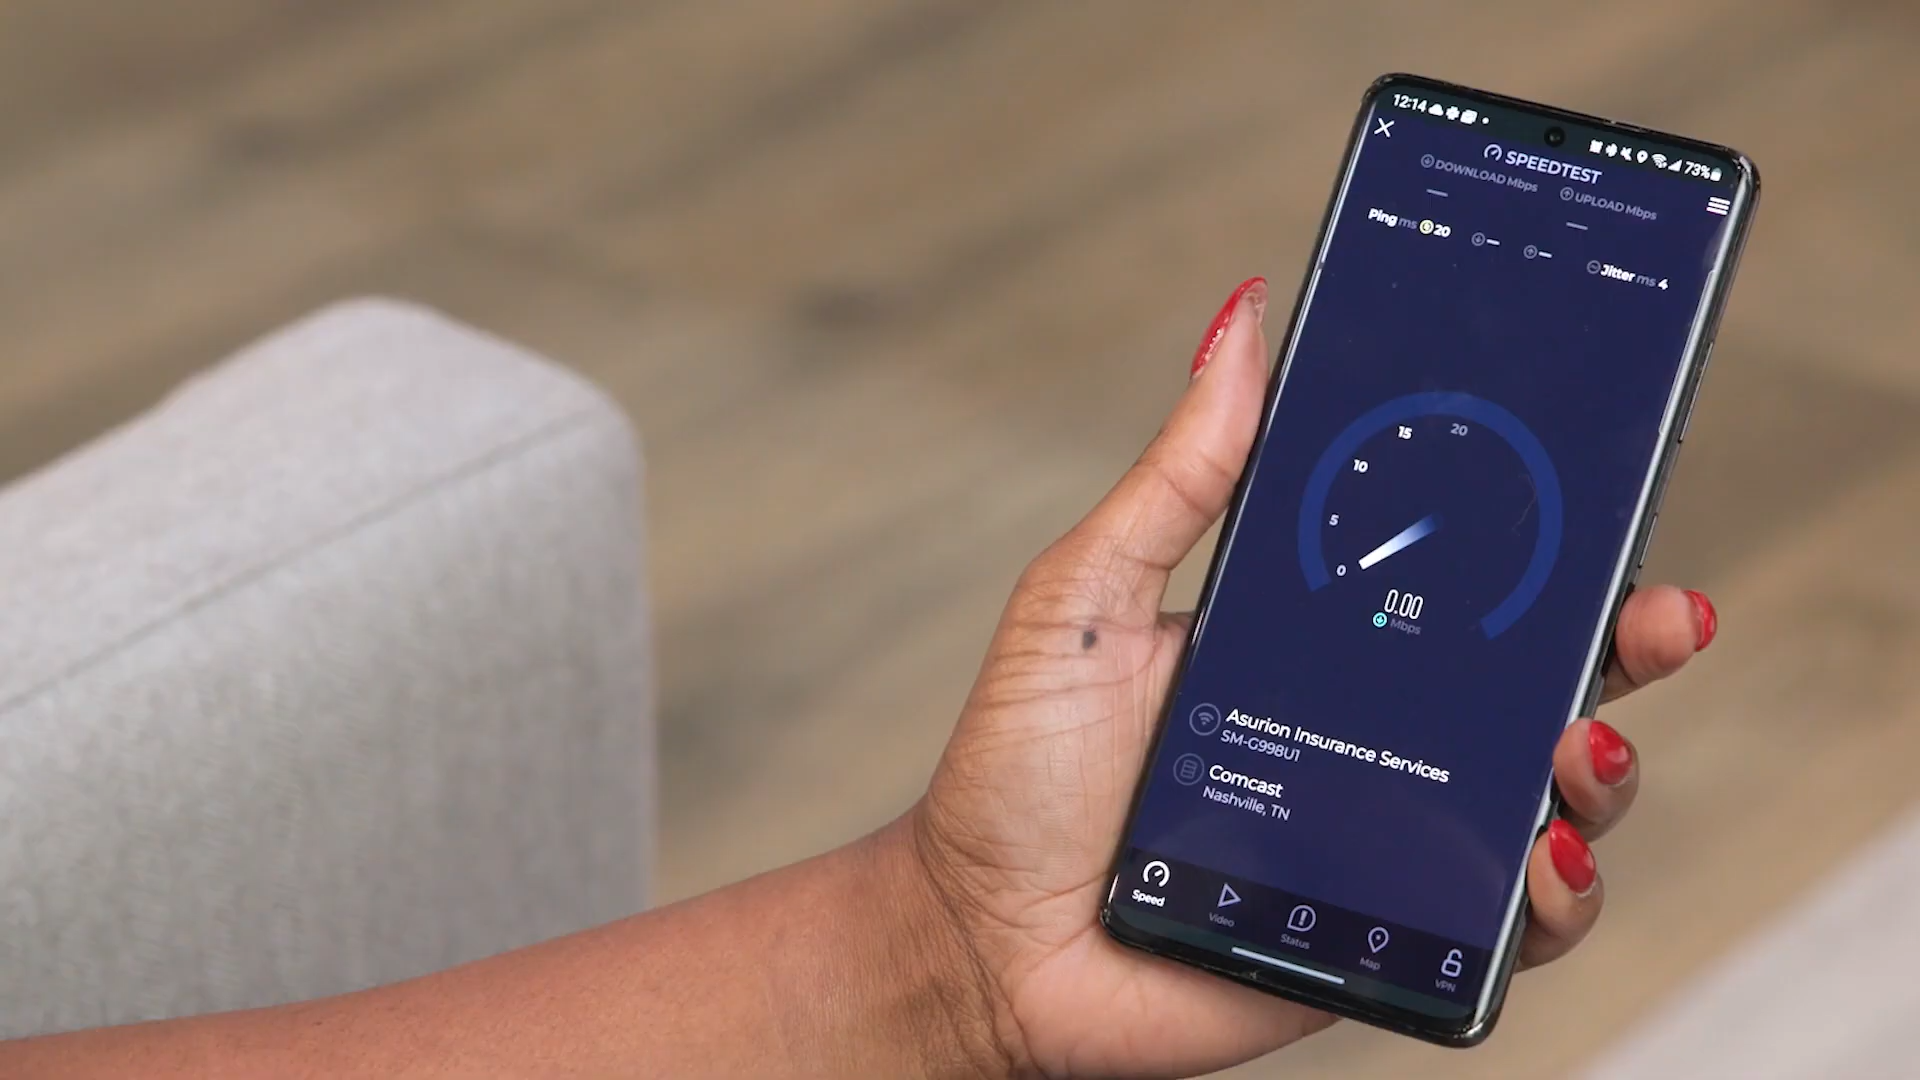 12:14
73%
SPEEDTEST
DOWNLOAD Mbps
UPLOAD Mbps
—
—
Ping ms 20 — —
Jitter ms 4
20
15
10
5
0
0.00
Mbps
Asurion Insurance Services
SM-G998U1
Comcast
Nashville, TN
Speed
Video
Status
Map
VPN